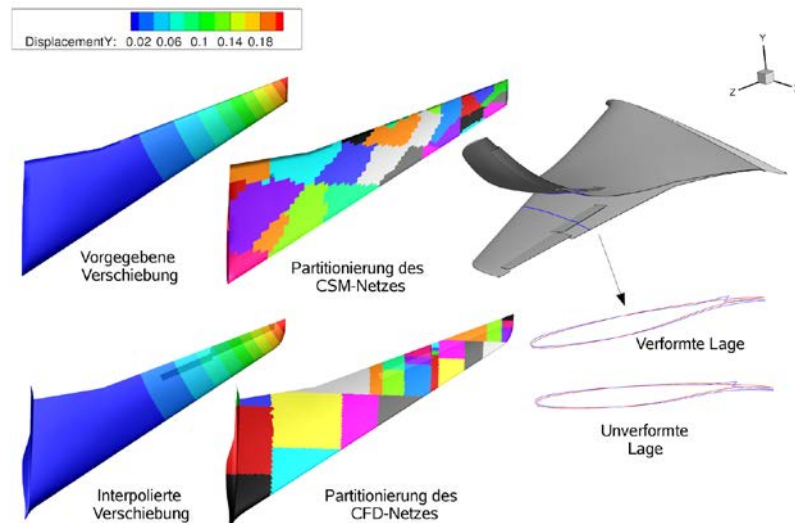 DisplacementY: 0.02 0.06 0.1 0.14 0.18
Y
Z
X
Vorgegebene
Verschiebung
Partitionierung des
CSM-Netzes
Verformte Lage
Unverformte
Lage
Interpolierte
Verschiebung
Partitionierung des
CFD-Netzes